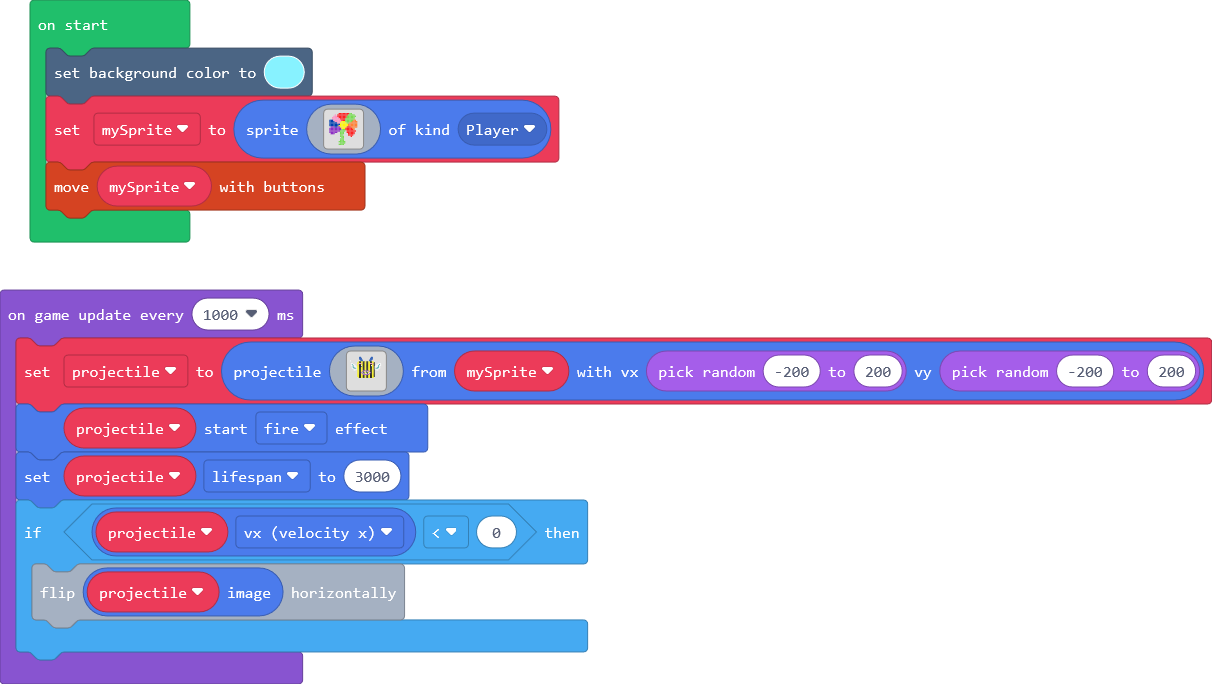 on start
set background color to
set mySprite to sprite of kind Player
move mySprite with buttons
on game update every 1000 ms
set projectile to projectile from mySprite with vx pick random -200 to 200 vy pick random -200 to 200
projectile start fire effect
set projectile lifespan to 3000
if projectile vx (velocity x) < 0 then
flip projectile image horizontally